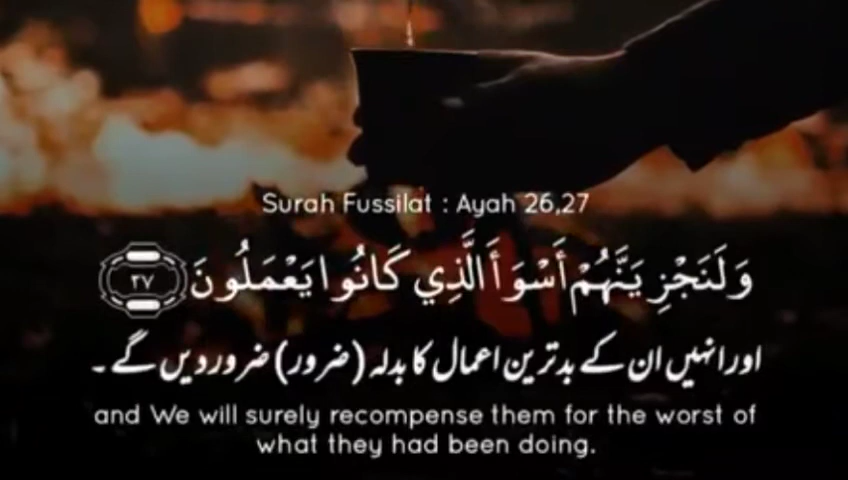 Surah Fussilat : Ayah 26,27
وَلَنَجْزِيَنَّهُمْ أَسْوَأَ الَّذِي كَانُوا يَعْمَلُونَ ٢٧
اور انہیں ان کے بدترین اعمال کا بدلہ (ضرور) ضرور دیں گے ۔
and We will surely recompense them for the worst of
what they had been doing.